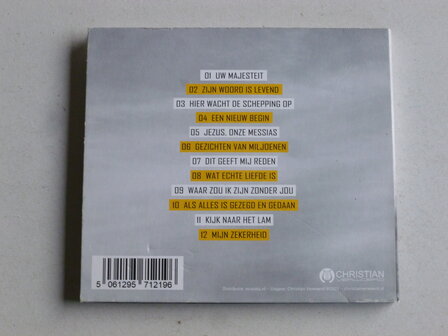 01 UW MAJESTEIT
02 ZIJN WOORD IS LEVEND
03 HIER WACHT DE SCHEPPING OP
04 EEN NIEUW BEGIN
05 JEZUS, ONZE MESSIAS
06 GEZICHTEN VAN MILJOENEN
07 DIT GEEFT MIJ REDEN
08 WAT ECHTE LIEFDE IS
09 WAAR ZOU IK ZIJN ZONDER JOU
10 ALS ALLES IS GEZEGD EN GEDAAN
11 KIJK NAAR HET LAM
12 MIJN ZEKERHEID
5 061295 712196
CHRISTIAN